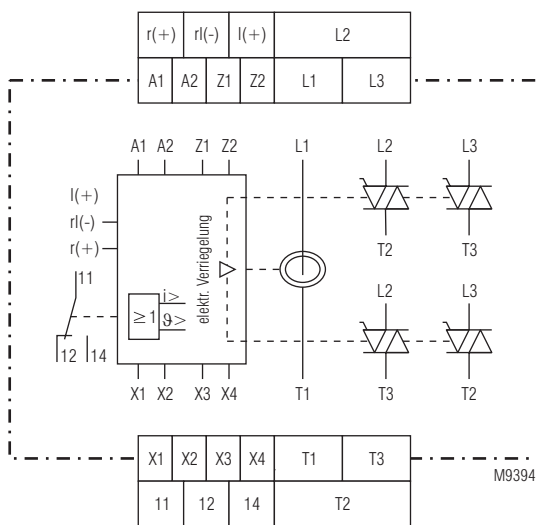 r(+) rl(-) l(+) L2
A1 A2 Z1 Z2 L1 L3
A1 A2 Z1 Z2 L1 L2 L3
l(+)
rl(-)
r(+)
T2 T3
elektr. Verriegelung
11
i>
≥1
ϑ>
L2 L3
12 14
X1 X2 X3 X4 T1 T3 T2
X1 X2 X3 X4 T1 T3
M9394
11 12 14 T2